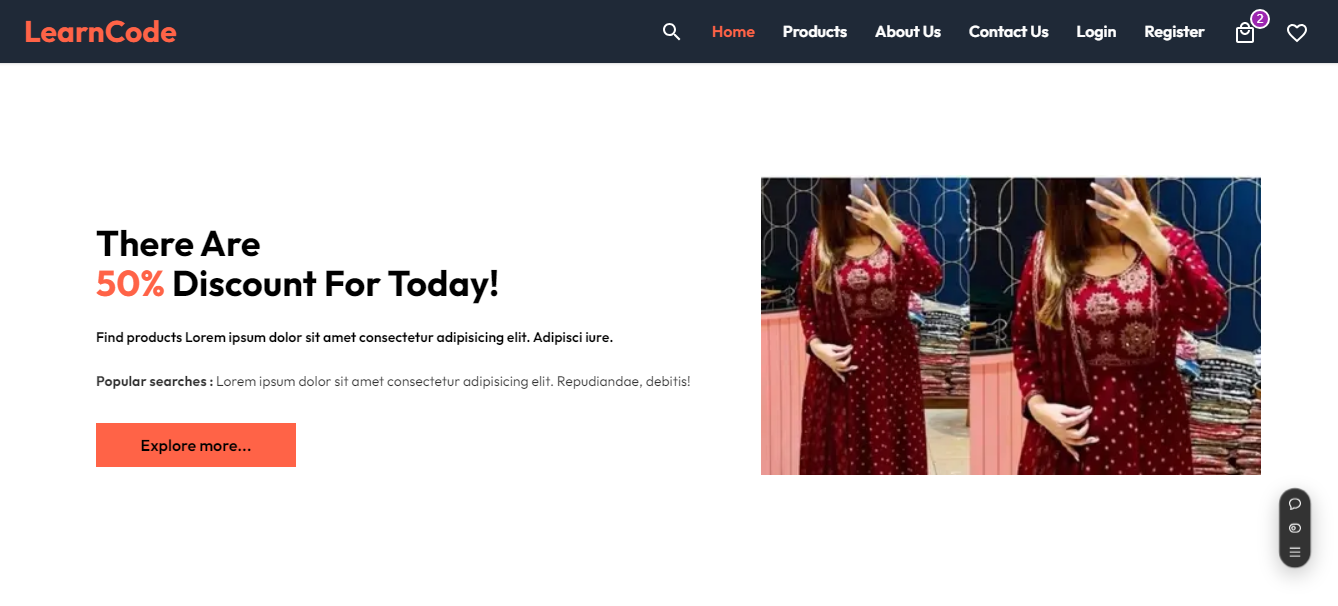 LearnCode
Home Products About Us Contact Us Login Register 2
There Are
50% Discount For Today!
Find products Lorem ipsum dolor sit amet consectetur adipisicing elit. Adipisci iure.
Popular searches : Lorem ipsum dolor sit amet consectetur adipisicing elit. Repudiandae, debitis!
Explore more...